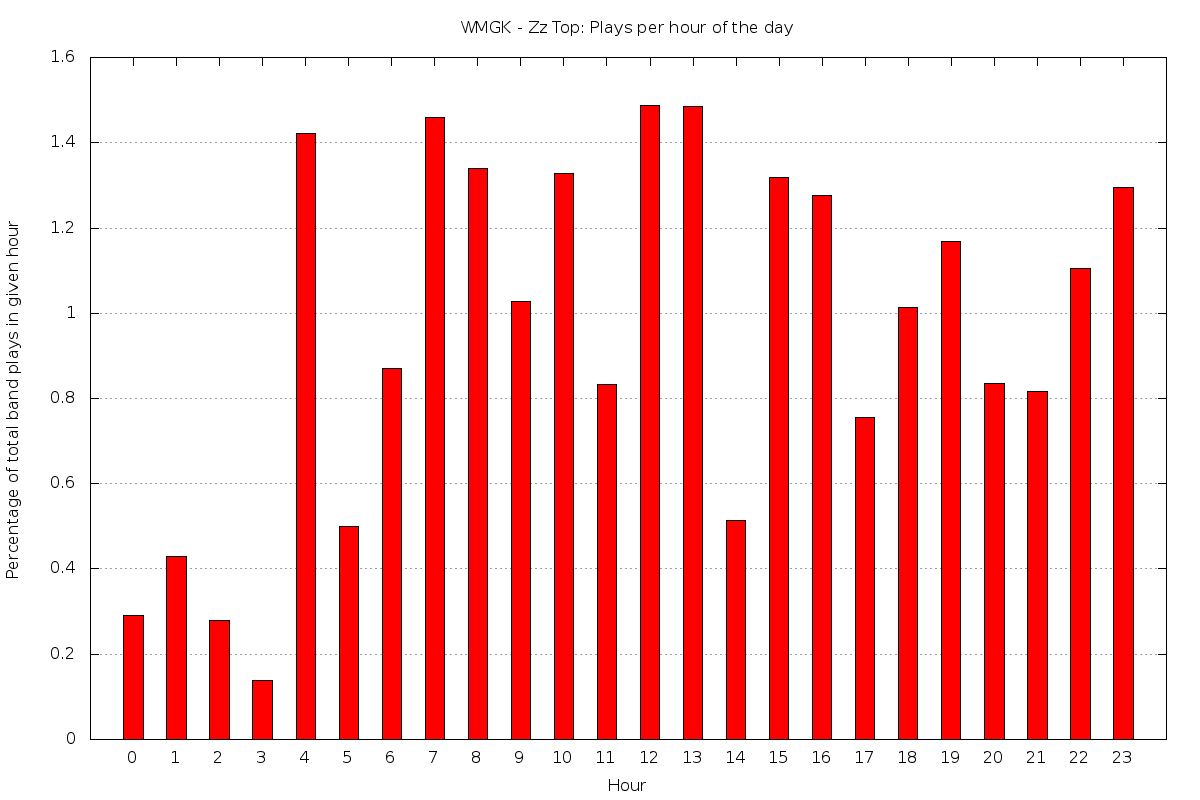 WMGK - Zz Top: Plays per hour of the day
Percentage of total band plays in given hour
1.6
1.4
1.2
1
0.8
0.6
0.4
0.2
0
0 1 2 3 4 5 6 7 8 9 10 11 12 13 14 15 16 17 18 19 20 21 22 23
Hour